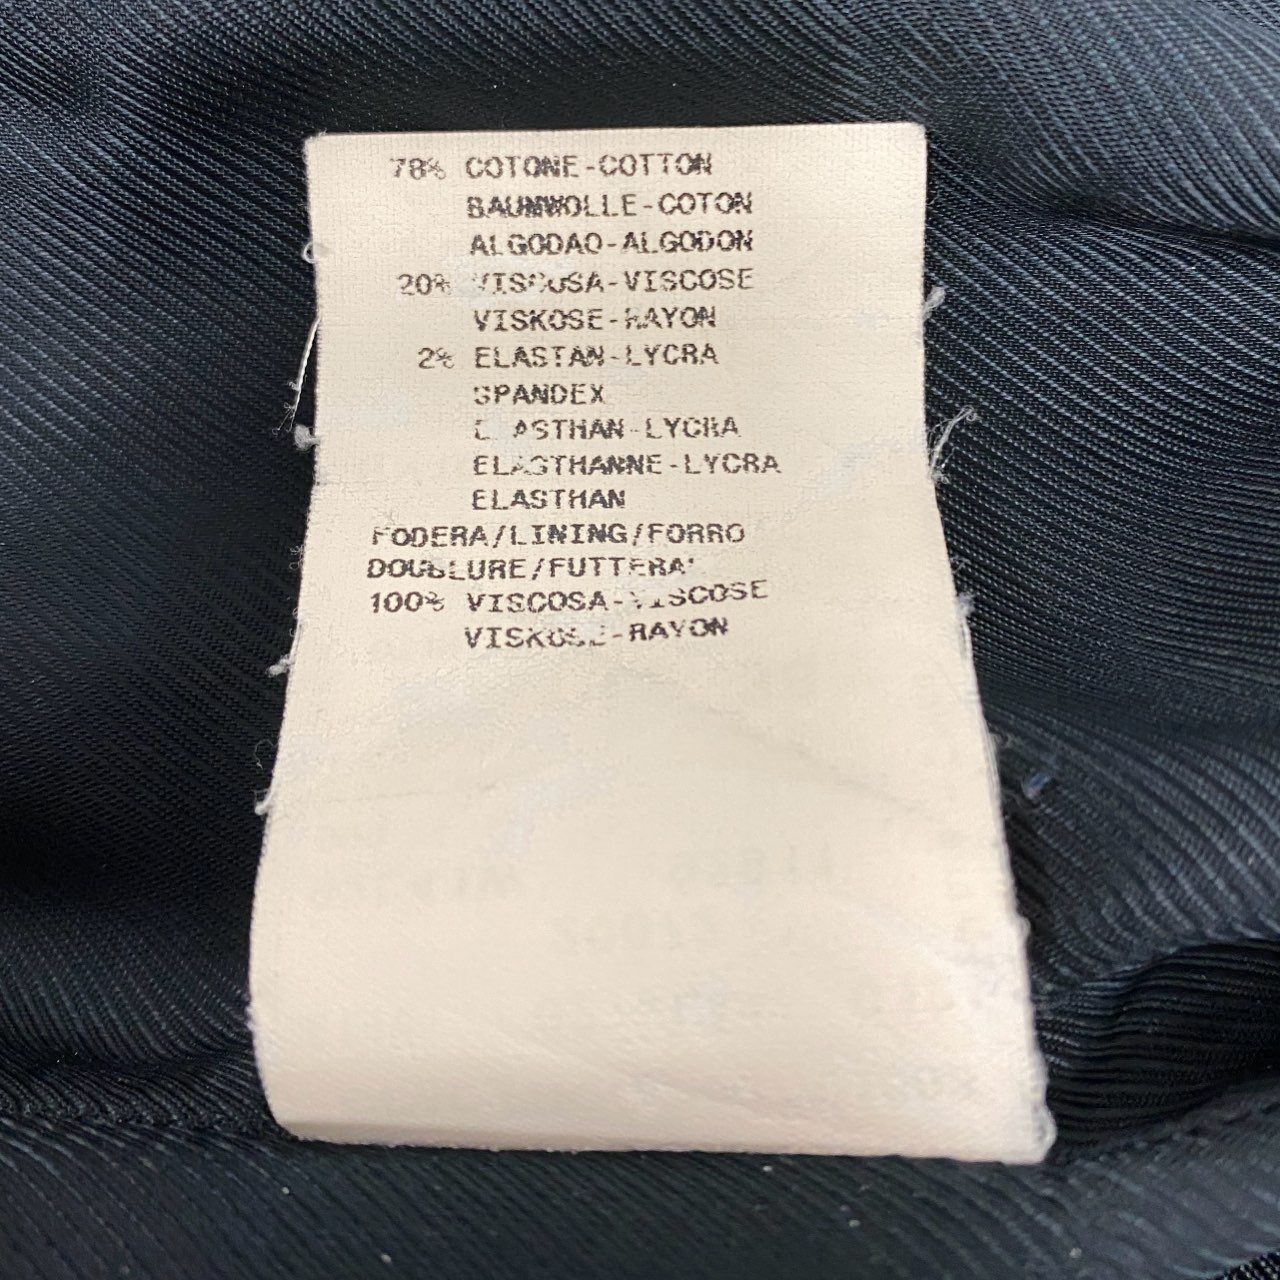 78% COTONE-COTTON
BAUMWOLLE-COTON
ALGODAO-ALGODON
20% VISCOSA-VISCOSE
VISKOSE-RAYON
2% ELASTAN-LYCRA
SPANDEX
ELASTHAN-LYCRA
ELASTHANNE-LYCRA
ELASTHAN
FODERA/LINING/FORRO
DOUBLURE/FUTTERA'
100% VISCOSA-VISCOSE
VISKOSE-RAYON